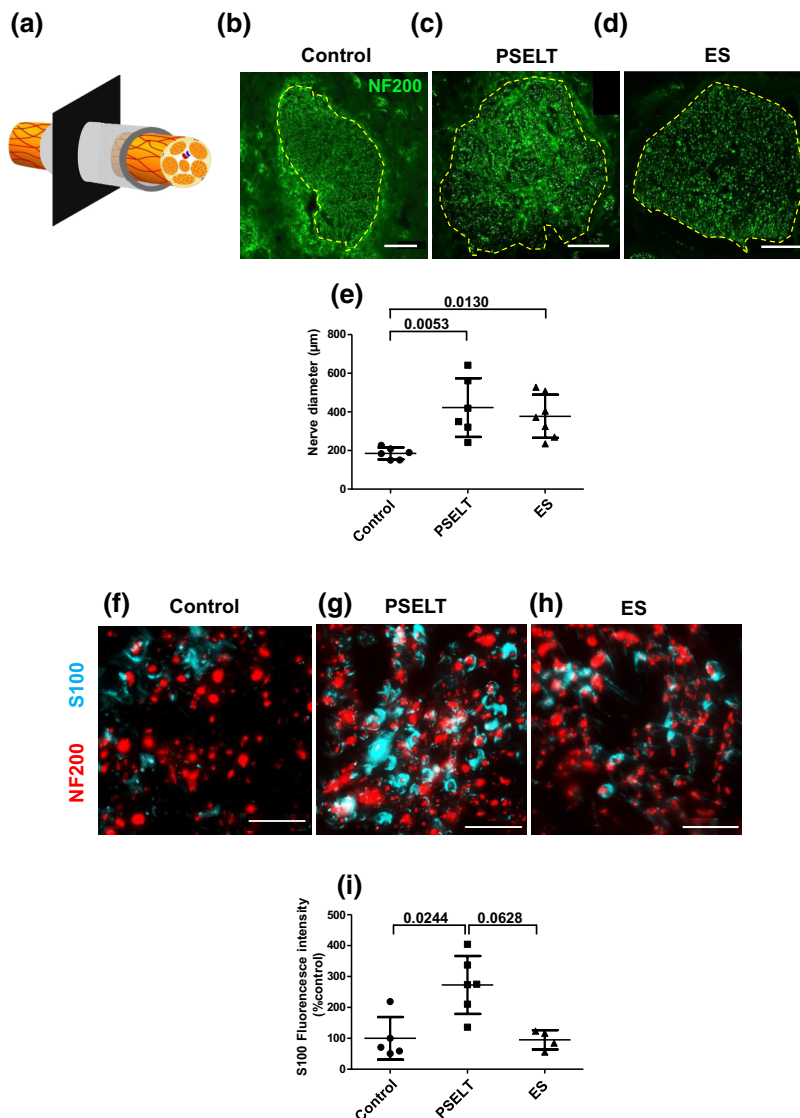 (a)
(b)
(c)
(d)
Control
PSELT
ES
NF200
(e)
0.0130
0.0053
Nerve diameter (µm)
800
600
400
200
0
Control
PSELT
ES
(f)
Control
(g)
PSELT
(h)
ES
NF200 S100
(i)
0.0244
0.0628
S100 Fluorencesce intensity
(%control)
500
400
300
200
100
0
Control
PSELT
ES